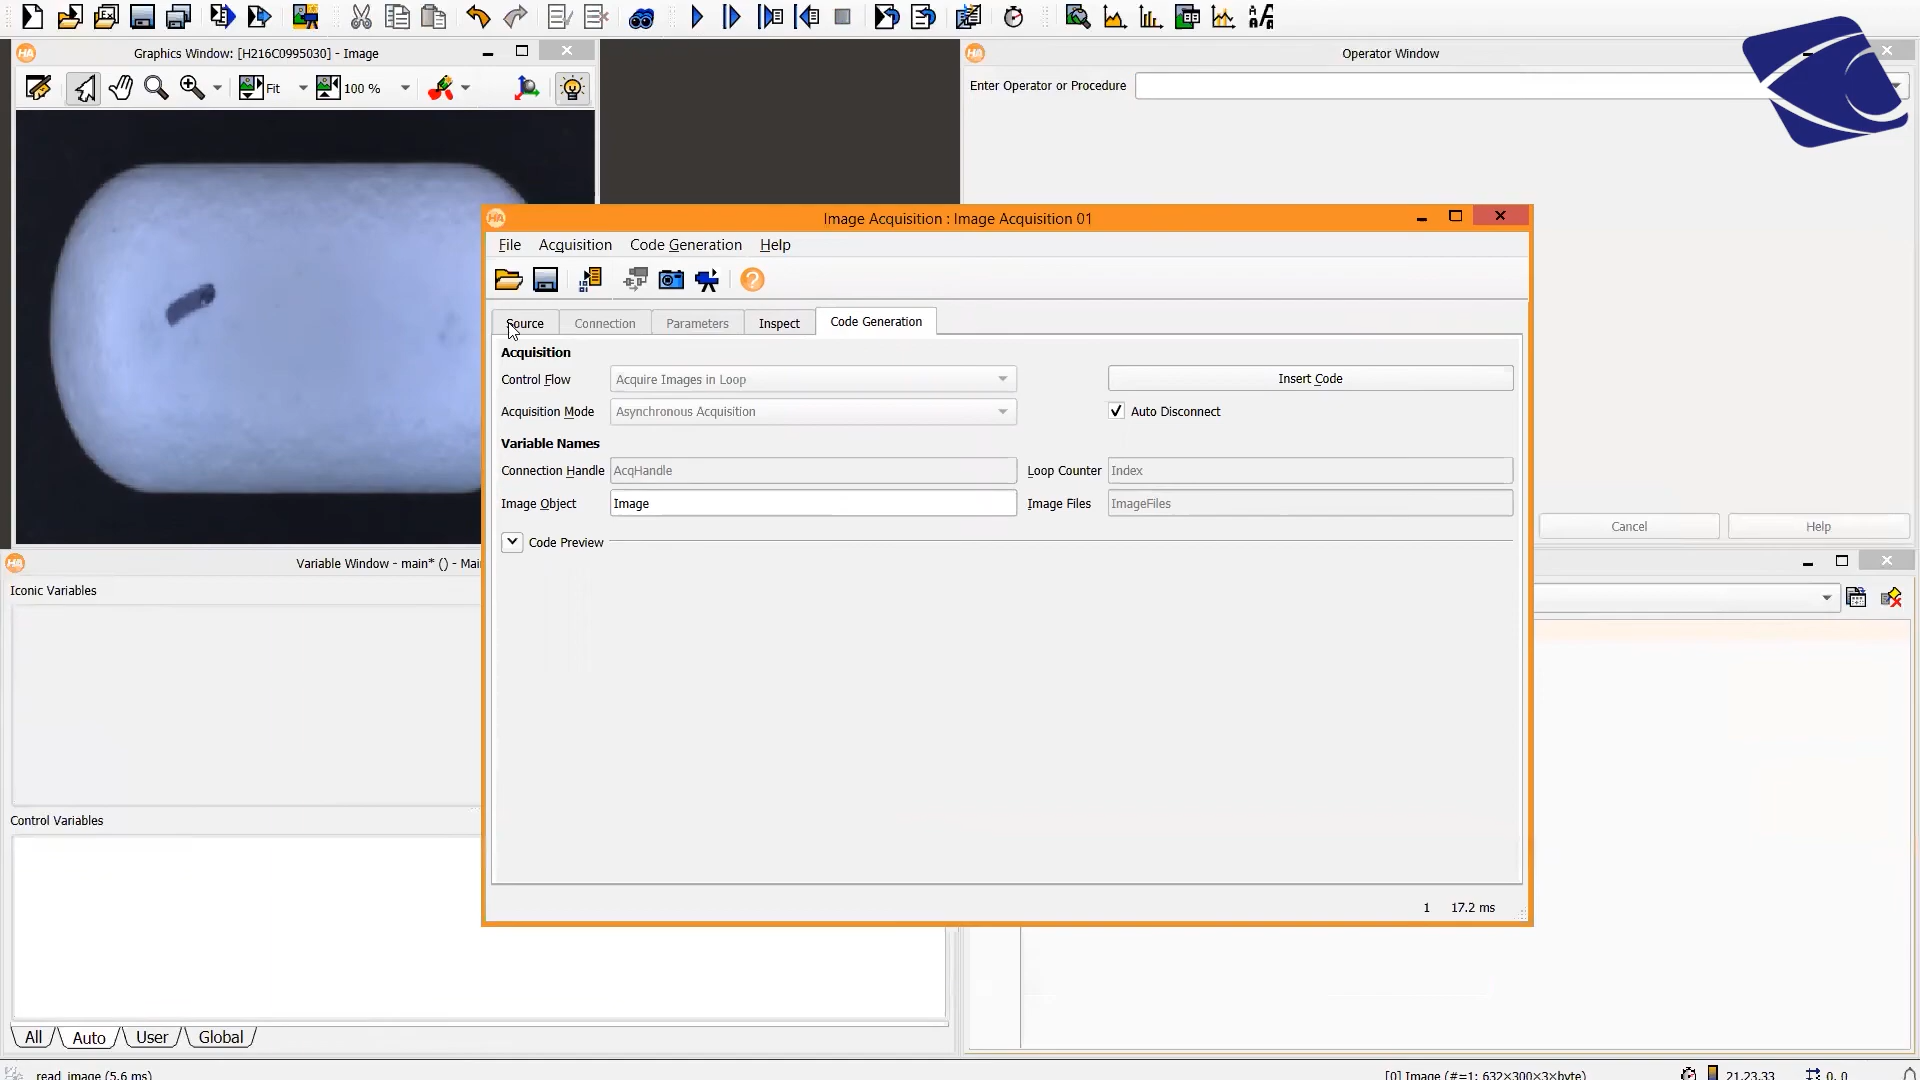 Graphics Window: [H216C0995030] - Image
Operator Window
Fit
100 %
Enter Operator or Procedure
Image Acquisition : Image Acquisition 01
File Acquisition Code Generation Help
Source Connection Parameters Inspect Code Generation
Acquisition
Control Flow Acquire Images in Loop Insert Code
Acquisition Mode Asynchronous Acquisition Auto Disconnect
Variable Names
Connection Handle AcqHandle Loop Counter Index
Image Object Image Image Files ImageFiles
Code Preview
Cancel Help
Variable Window - main* () - Mai
Iconic Variables
Control Variables
1 17.2 ms
All Auto User Global
read_image (5.6 ms)
[0] Image (#=1: 632×300×3×byte)
21,23,33
0, 0